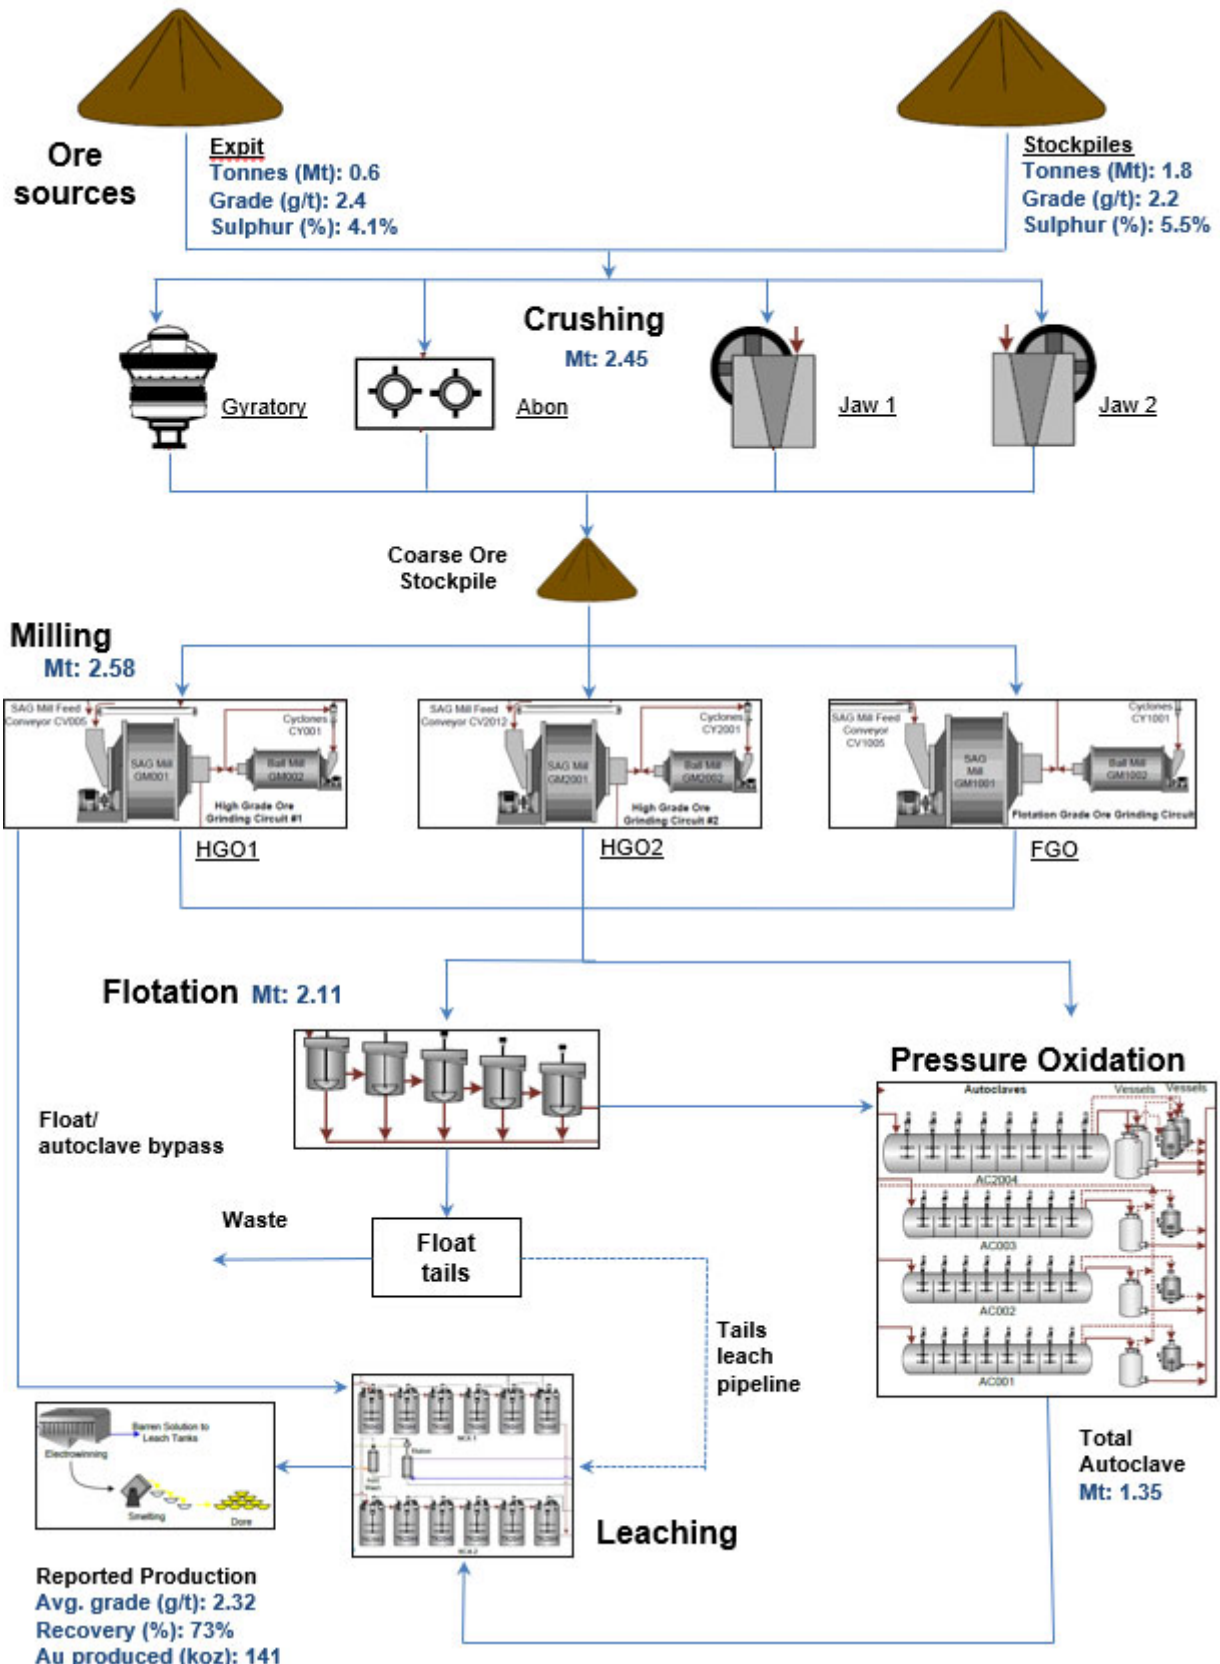 Ore
sources
Expit
Tonnes (Mt): 0.6
Grade (g/t): 2.4
Sulphur (%): 4.1%
Stockpiles
Tonnes (Mt): 1.8
Grade (g/t): 2.2
Sulphur (%): 5.5%
Crushing
Mt: 2.45
Gyratory
Abon
Jaw 1
Jaw 2
Coarse Ore
Stockpile
Milling
Mt: 2.58
SAG Mill Feed
Conveyor CV005
SAG Mill
GM001
Cyclones
CY001
Ball Mill
GM002
High Grade Ore
Grinding Circuit #1
HGO1
SAG Mill Feed
Conveyor CV2012
SAG Mill
GM2001
Cyclones
CY2001
Ball Mill
GM2002
High Grade Ore
Grinding Circuit #2
HGO2
SAG Mill Feed
Conveyor
CV1005
SAG
Mill
GM1001
Cyclones
CY1001
Ball Mill
GM1002
Flotation Grade Ore Grinding Circuit
FGO
Flotation Mt: 2.11
Pressure Oxidation
Autoclaves
Vessels
Vessels
AC2004
AC003
AC002
AC001
Float/
autoclave bypass
Waste
Float
tails
Tails
leach
pipeline
Total
Autoclave
Mt: 1.35
Barren Solution to
Leach Tanks
Electrowinning
Smelting
Dore
Leaching
Reported Production
Avg. grade (g/t): 2.32
Recovery (%): 73%
Au produced (koz): 141